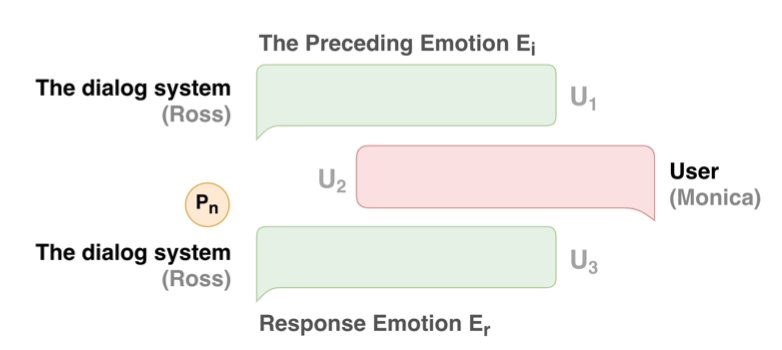 The Preceding Emotion Ei
The dialog system
(Ross)
U1
U2
User
(Monica)
Pn
The dialog system
(Ross)
U3
Response Emotion Er